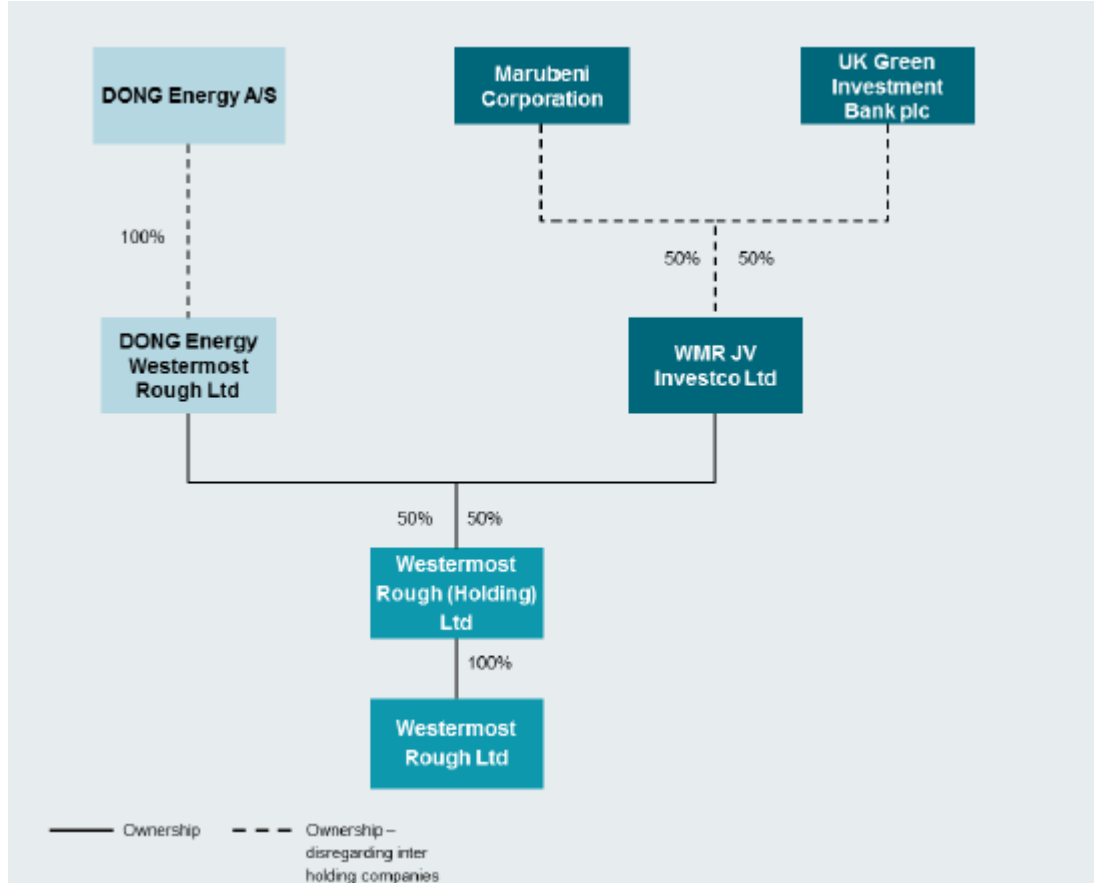 DONG Energy A/S
Marubeni
Corporation
UK Green
Investment
Bank plc
100%
50%
50%
DONG Energy
Westermost
Rough Ltd
WMR JV
Investco Ltd
50%
50%
Westermost
Rough (Holding)
Ltd
100%
Westermost
Rough Ltd
Ownership
Ownership –
disregarding inter
holding companies